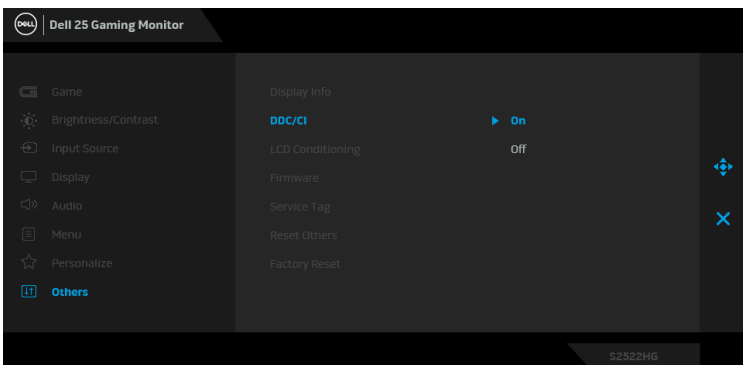 DELL Dell 25 Gaming Monitor
Game
Brightness/Contrast
Input Source
Display
Audio
Menu
Personalize
Others
Display Info
DDC/CI On
LCD Conditioning Off
Firmware
Service Tag
Reset Others
Factory Reset
S2522HG